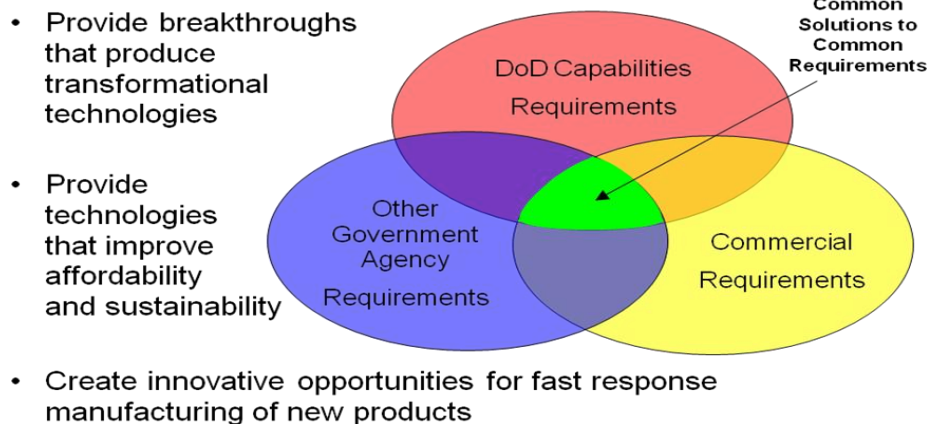 • Provide breakthroughs
that produce
transformational
technologies
• Provide
technologies
that improve
affordability
and sustainability
• Create innovative opportunities for fast response
manufacturing of new products
DoD Capabilities
Requirements
Other
Government
Agency
Requirements
Commercial
Requirements
Common
Solutions to
Common
Requirements